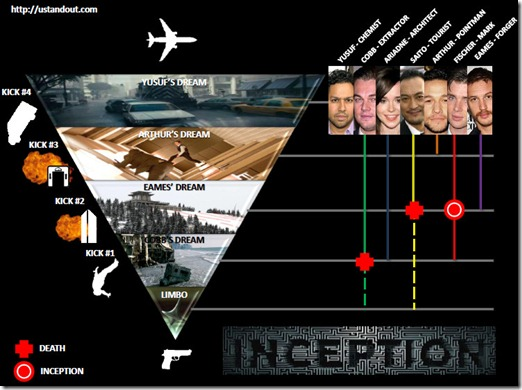 http://ustandout.com
YUSUF - CHEMIST
COBB - EXTRACTOR
ARIADNE - ARCHITECT
SAITO - TOURIST
ARTHUR - POINTMAN
FISCHER - MARK
EAMES - FORGER
YUSUF'S DREAM
KICK #4
ARTHUR'S DREAM
KICK #3
EAMES' DREAM
KICK #2
COBB'S DREAM
KICK #1
LIMBO
DEATH
INCEPTION
INCEPTION